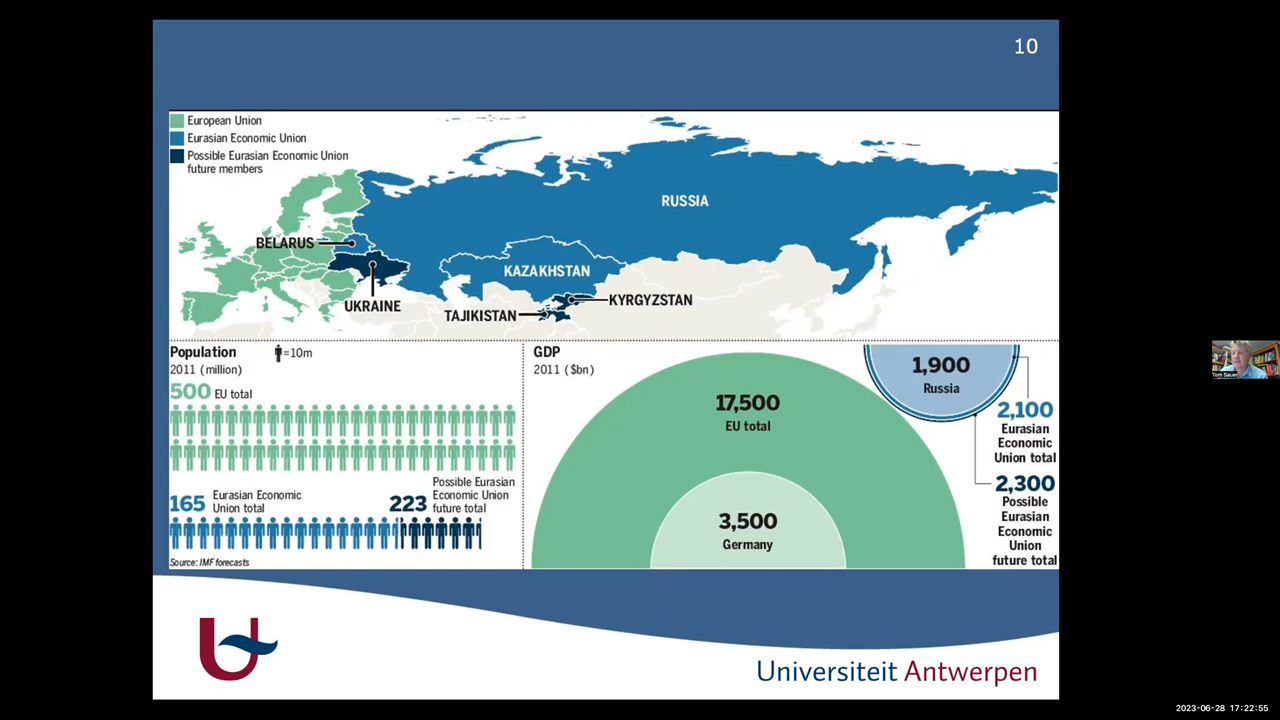 10
European Union
Eurasian Economic Union
Possible Eurasian Economic Union
future members
RUSSIA
BELARUS
KAZAKHSTAN
UKRAINE
KYRGYZSTAN
TAJIKISTAN
Population
=10m
2011 (million)
500 EU total
165 Eurasian Economic
Union total
223 Possible Eurasian
Economic Union
future total
Source: IMF forecasts
GDP
2011 ($bn)
17,500
EU total
3,500
Germany
1,900
Russia
2,100
Eurasian
Economic
Union total
2,300
Possible
Eurasian
Economic
Union
future total
Universiteit Antwerpen
Tom Sauer
2023-06-28 17:22:55